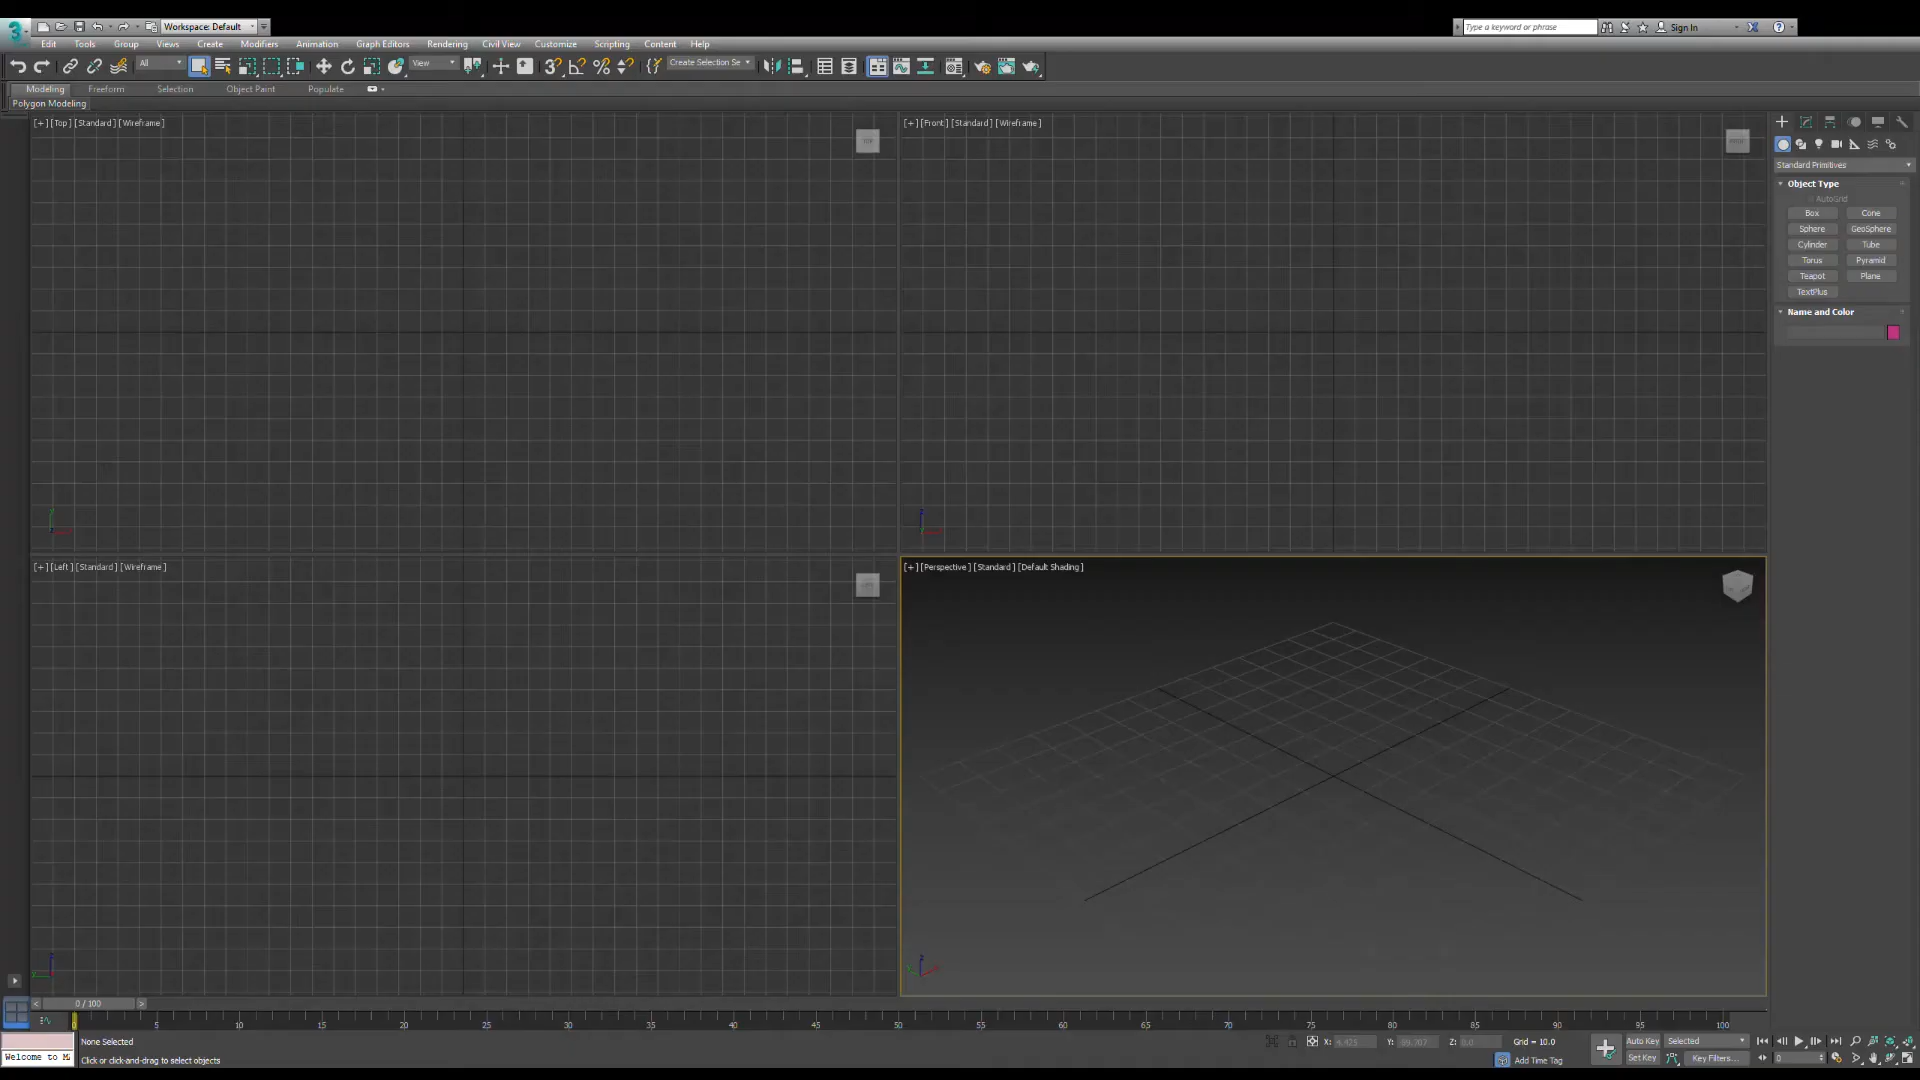 Workspace: Default
Type a keyword or phrase
Sign In
Edit Tools Group Views Create Modifiers Animation Graph Editors Rendering Civil View Customize Scripting Content Help
All
View
Create Selection Se
Modeling Freeform Selection Object Paint Populate
Polygon Modeling
[+] [Top] [Standard] [Wireframe]
[+] [Front] [Standard] [Wireframe]
Standard Primitives
Object Type
AutoGrid
Box Cone
Sphere GeoSphere
Cylinder Tube
Torus Pyramid
Teapot Plane
TextPlus
Name and Color
[+] [Left] [Standard] [Wireframe]
[+] [Perspective] [Standard] [Default Shading]
0 / 100
0 5 10 15 20 25 30 35 40 45 50 55 60 65 70 75 80 85 90 95 100
None Selected
X: Y: Z: Grid = 10.0
Auto Key Selected
Welcome to M
Click or click-and-drag to select objects
Add Time Tag
Set Key Key Filters...
0